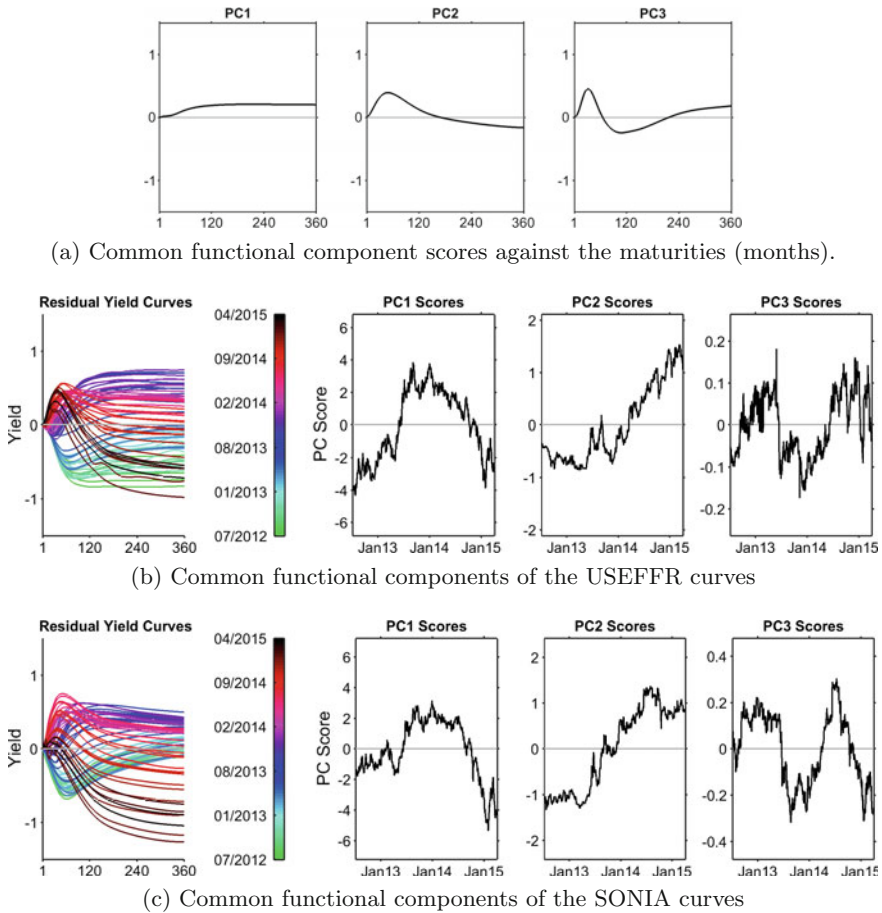 PC1 PC2 PC3
1 1 1
0 0 0
-1 -1 -1
1 120 240 360 1 120 240 360 1 120 240 360
(a) Common functional component scores against the maturities (months).
Residual Yield Curves
Yield
1
0
-1
1 120 240 360
04/2015
09/2014
02/2014
08/2013
01/2013
07/2012
PC1 Scores
PC Score
6
4
2
0
-2
-4
-6
Jan13 Jan14 Jan15
PC2 Scores
2
1
0
-1
-2
Jan13 Jan14 Jan15
PC3 Scores
0.2
0.1
0
-0.1
-0.2
Jan13 Jan14 Jan15
(b) Common functional components of the USEFFR curves
Residual Yield Curves
Yield
1
0
-1
1 120 240 360
04/2015
09/2014
02/2014
08/2013
01/2013
07/2012
PC1 Scores
PC Score
6
4
2
0
-2
-4
-6
Jan13 Jan14 Jan15
PC2 Scores
2
1
0
-1
-2
Jan13 Jan14 Jan15
PC3 Scores
0.4
0.2
0
-0.2
-0.4
Jan13 Jan14 Jan15
(c) Common functional components of the SONIA curves